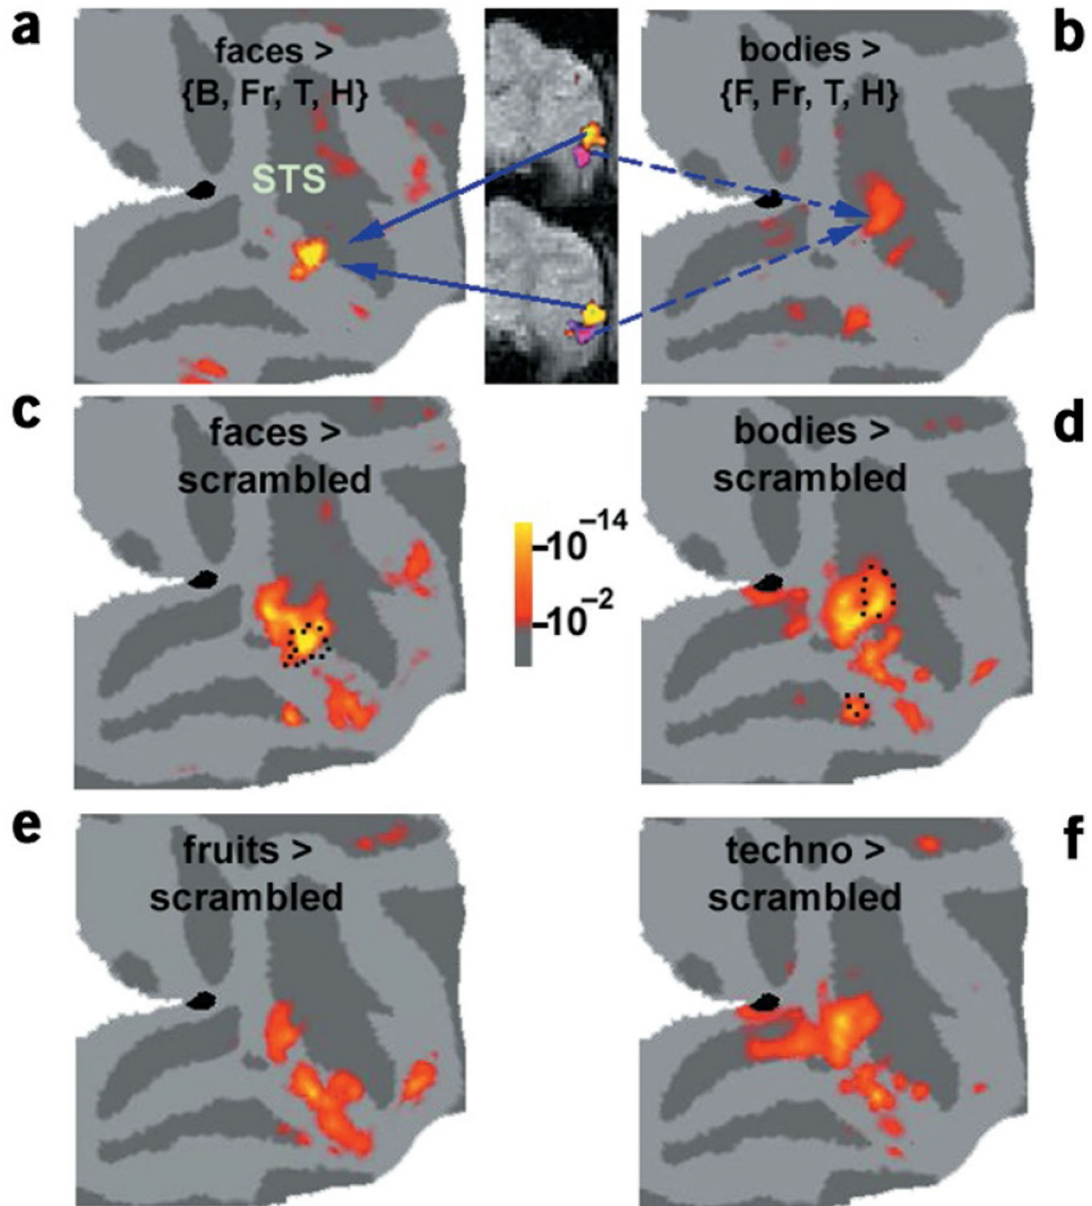 a
faces >
{B, Fr, T, H}
STS
b
bodies >
{F, Fr, T, H}
c
faces >
scrambled
d
bodies >
scrambled
10⁻¹⁴
10⁻²
e
fruits >
scrambled
f
techno >
scrambled